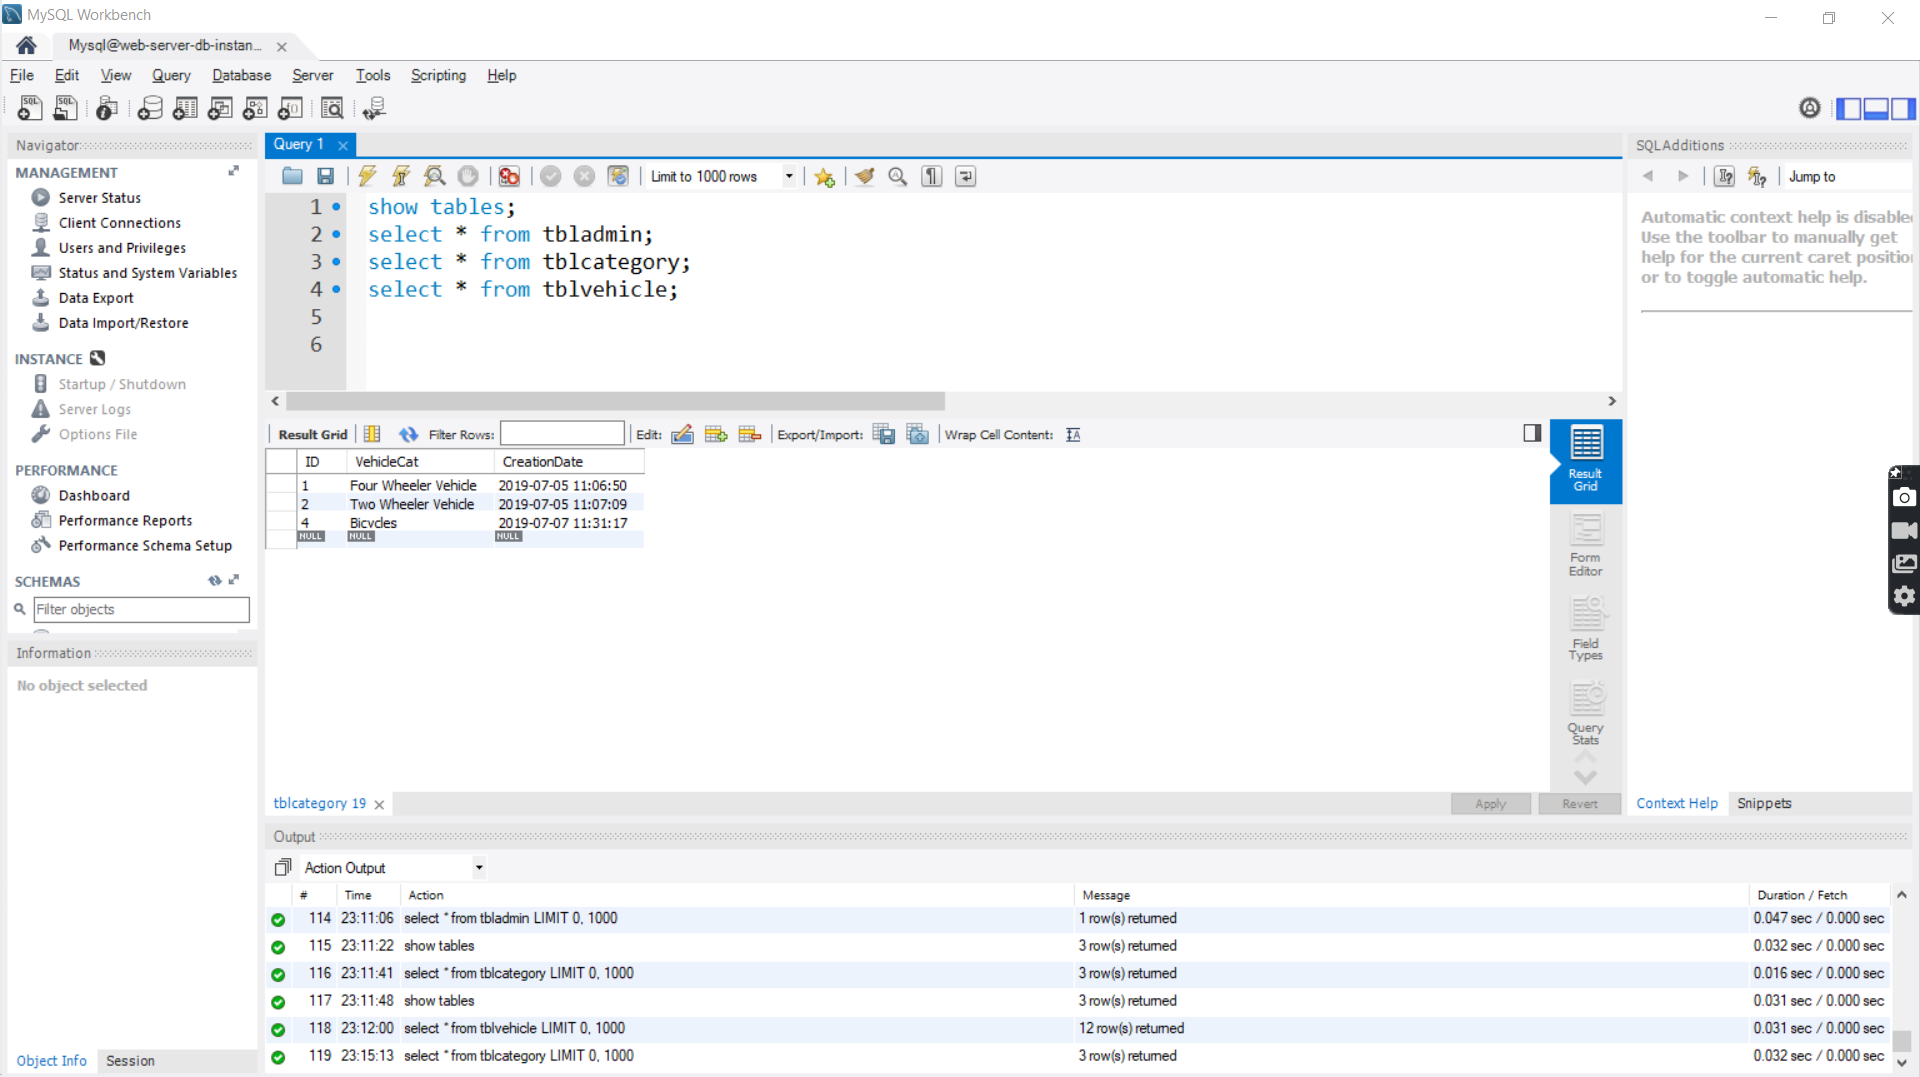 MySQL Workbench
Mysql@web-server-db-instan...
File Edit View Query Database Server Tools Scripting Help
Navigator
MANAGEMENT
Server Status
Client Connections
Users and Privileges
Status and System Variables
Data Export
Data Import/Restore
INSTANCE
Startup / Shutdown
Server Logs
Options File
PERFORMANCE
Dashboard
Performance Reports
Performance Schema Setup
SCHEMAS
Filter objects
Information
No object selected
Object Info Session
Query 1
Limit to 1000 rows
1 show tables;
2 select * from tbladmin;
3 select * from tblcategory;
4 select * from tblvehicle;
5
6
Result Grid Filter Rows: Edit: Export/Import: Wrap Cell Content:
ID VehicleCat CreationDate
1 Four Wheeler Vehicle 2019-07-05 11:06:50
2 Two Wheeler Vehicle 2019-07-05 11:07:09
4 Bicycles 2019-07-07 11:31:17
NULL NULL NULL
Result
Grid
Form
Editor
Field
Types
Query
Stats
tblcategory 19
Apply Revert
SQLAdditions
Jump to
Automatic context help is disable
Use the toolbar to manually get
help for the current caret positio
or to toggle automatic help.
Context Help Snippets
Output
Action Output
# Time Action Message Duration / Fetch
114 23:11:06 select * from tbladmin LIMIT 0, 1000 1 row(s) returned 0.047 sec / 0.000 sec
115 23:11:22 show tables 3 row(s) returned 0.032 sec / 0.000 sec
116 23:11:41 select * from tblcategory LIMIT 0, 1000 3 row(s) returned 0.016 sec / 0.000 sec
117 23:11:48 show tables 3 row(s) returned 0.031 sec / 0.000 sec
118 23:12:00 select * from tblvehicle LIMIT 0, 1000 12 row(s) returned 0.031 sec / 0.000 sec
119 23:15:13 select * from tblcategory LIMIT 0, 1000 3 row(s) returned 0.032 sec / 0.000 sec